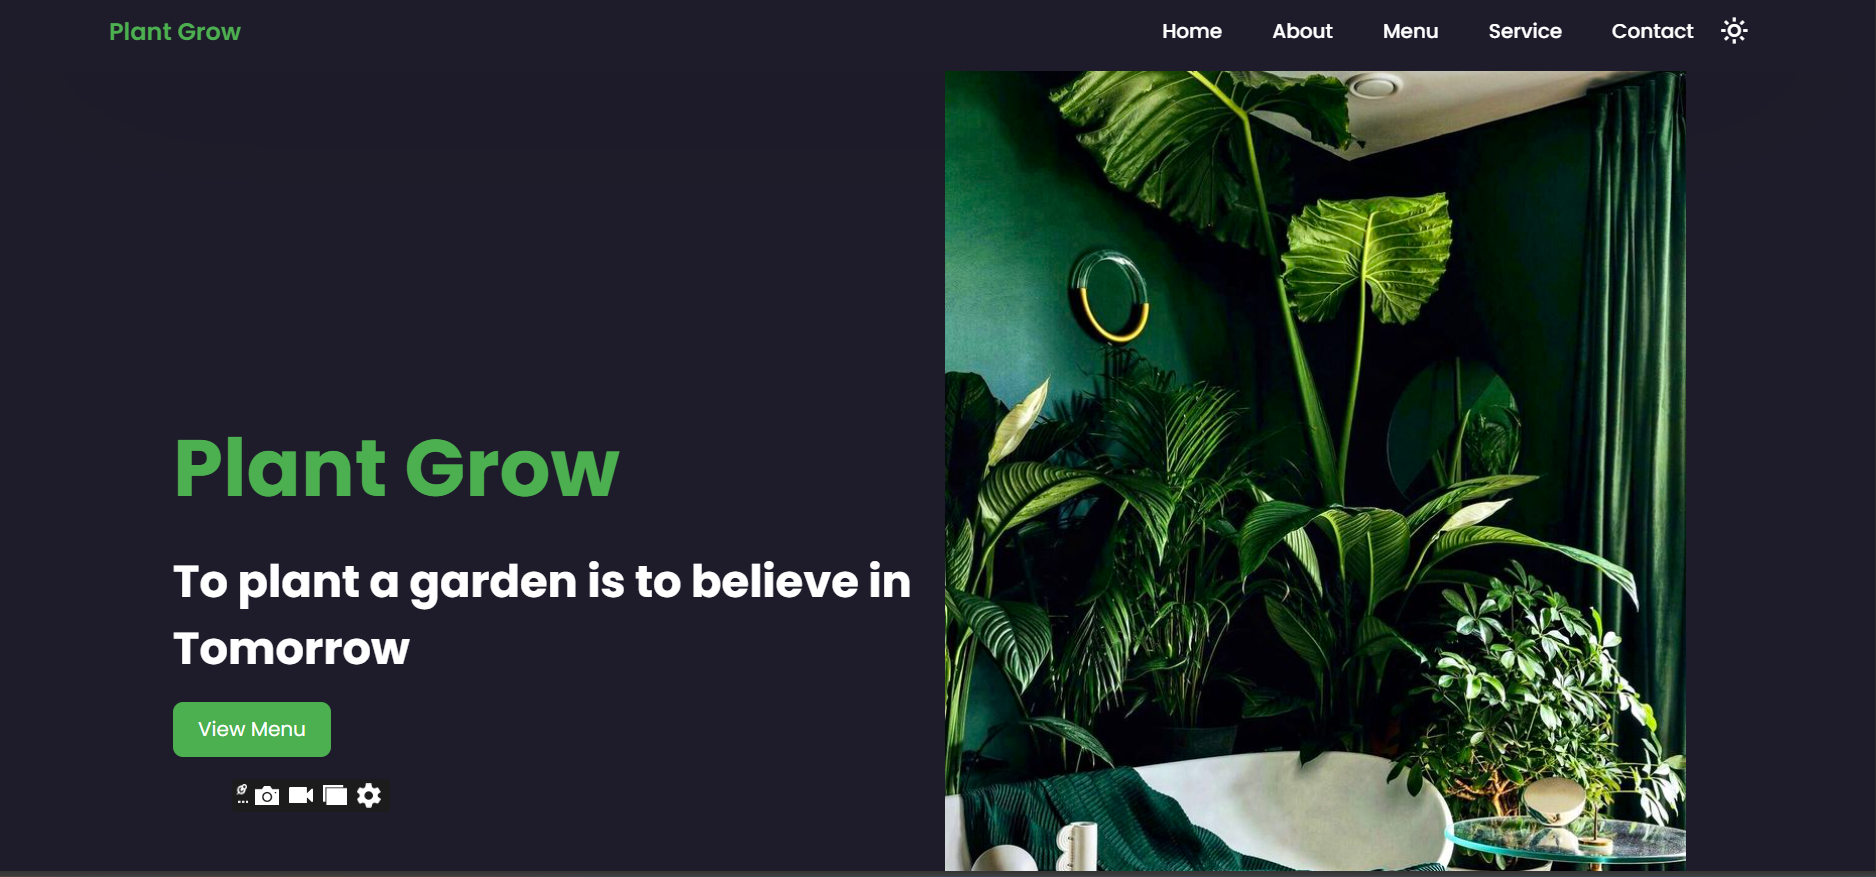 Plant Grow
Home About Menu Service Contact
Plant Grow
To plant a garden is to believe in
Tomorrow
View Menu